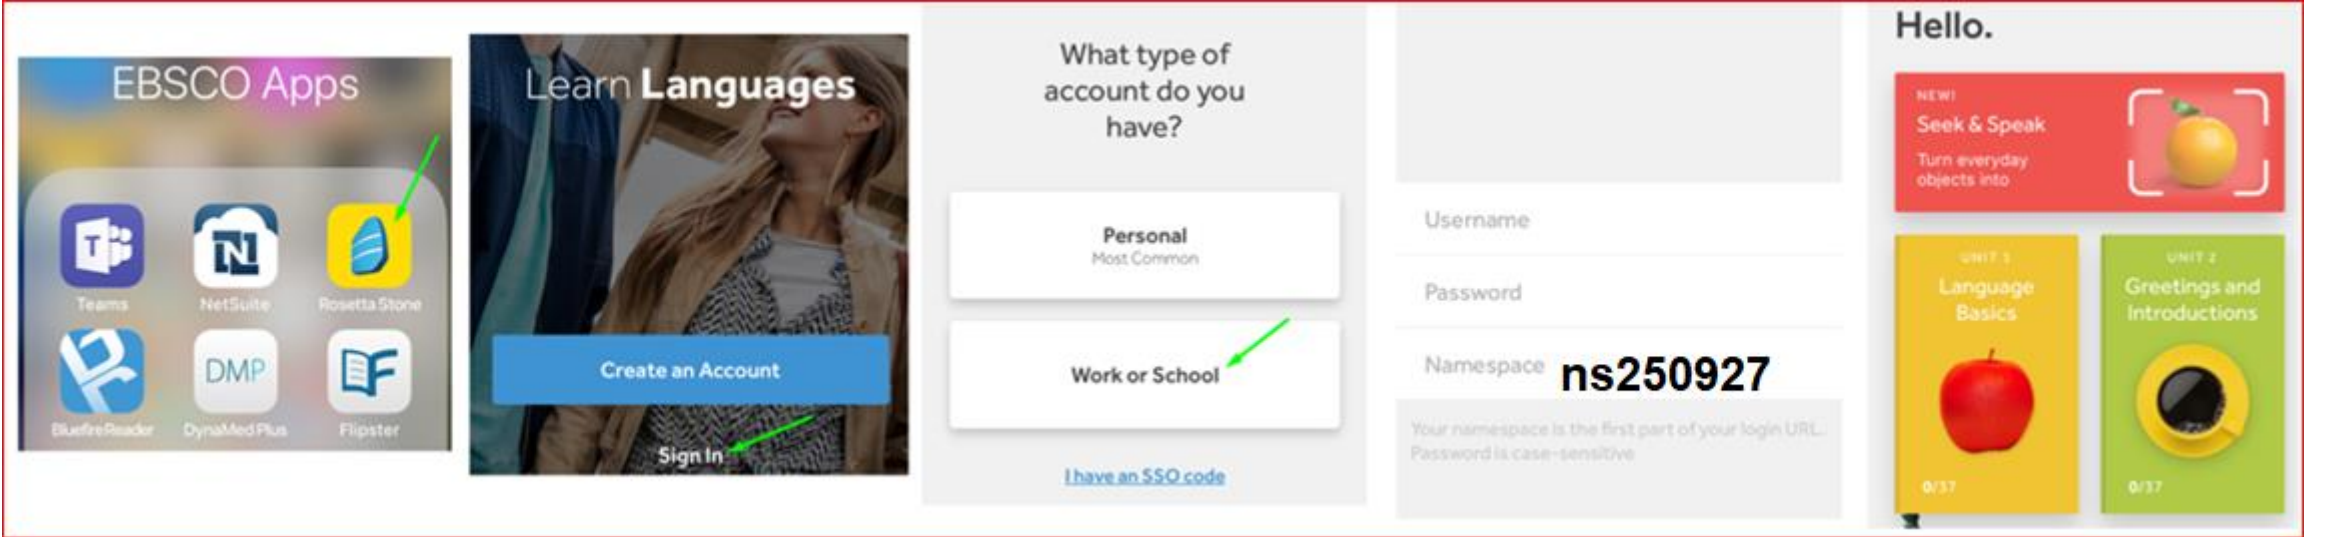 EBSCO Apps
Teams
NetSuite
Rosetta Stone
BluefireReader
DMP
DynaMed Plus
Flipster
Learn Languages
Create an Account
Sign In
What type of
account do you
have?
Personal
Most Common
Work or School
I have an SSO code
Username
Password
Namespace ns250927
Your namespace is the first part of your login URL.
Password is case-sensitive
Hello.
NEW!
Seek & Speak
Turn everyday
objects into
UNIT 1
Language
Basics
0/37
UNIT 2
Greetings and
Introductions
0/37